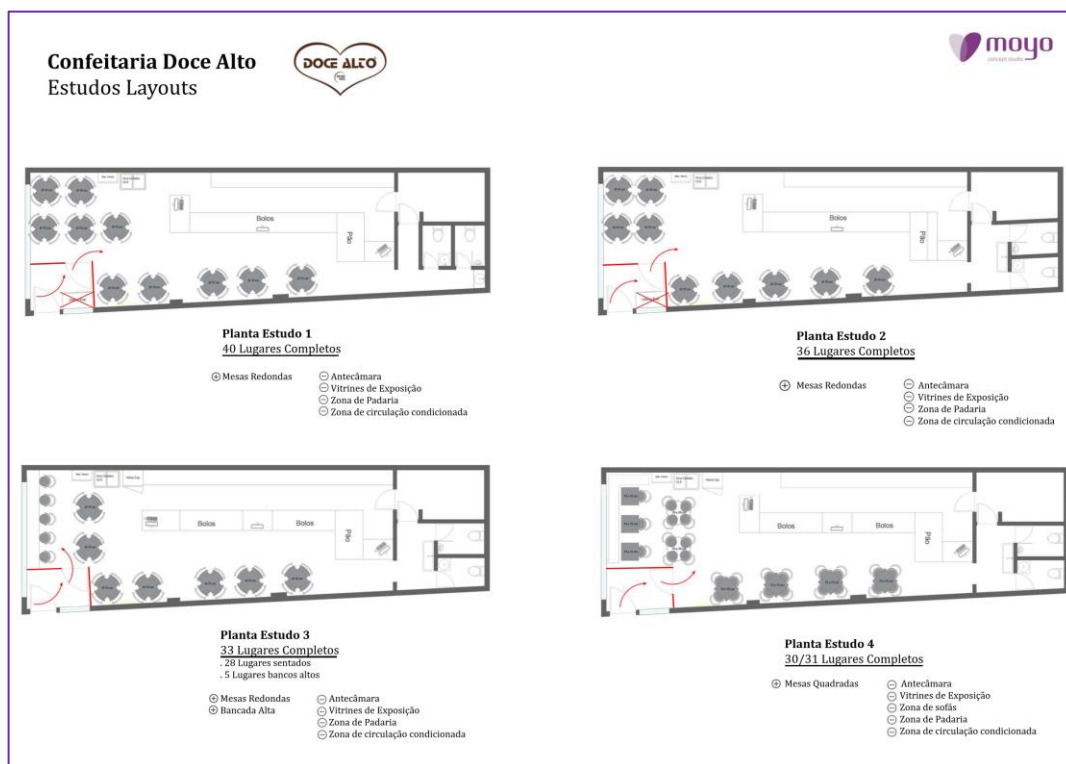 Confeitaria Doce Alto
Estudos Layouts
DOCE ALTO
moyo
concept studio
Bolos
Pão
Bolos
Pão
Planta Estudo 1
40 Lugares Completos
⊕ Mesas Redondas
⊖ Antecâmara
⊖ Vitrines de Exposição
⊖ Zona de Padaria
⊖ Zona de circulação condicionada
Planta Estudo 2
36 Lugares Completos
⊕ Mesas Redondas
⊖ Antecâmara
⊖ Vitrines de Exposição
⊖ Zona de Padaria
⊖ Zona de circulação condicionada
Bolos
Bolos
Pão
Bolos
Bolos
Pão
Planta Estudo 3
33 Lugares Completos
. 28 Lugares sentados
. 5 Lugares bancos altos
⊕ Mesas Redondas
⊕ Bancada Alta
⊖ Antecâmara
⊖ Vitrines de Exposição
⊖ Zona de Padaria
⊖ Zona de circulação condicionada
Planta Estudo 4
30/31 Lugares Completos
⊕ Mesas Quadradas
⊖ Antecâmara
⊖ Vitrines de Exposição
⊖ Zona de sofás
⊖ Zona de Padaria
⊖ Zona de circulação condicionada